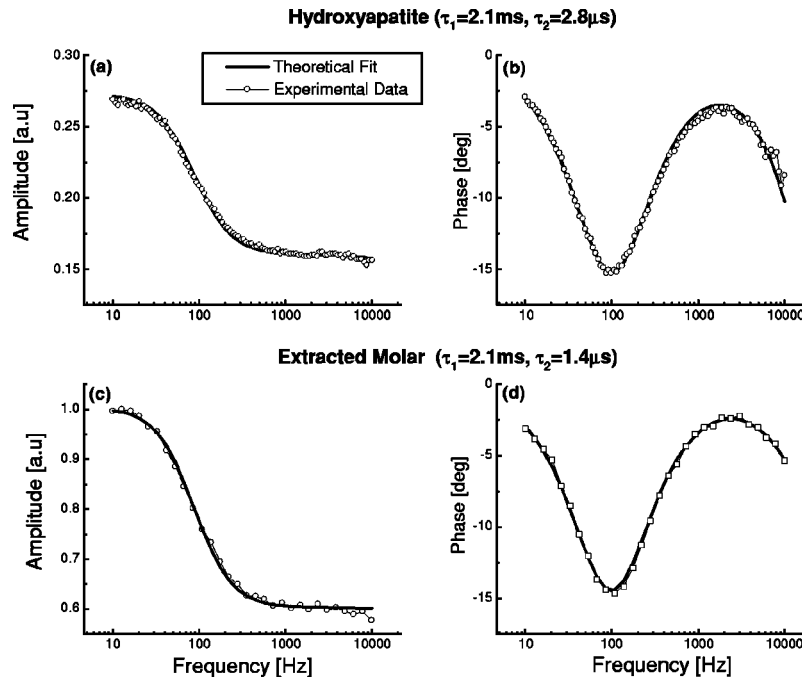 Hydroxyapatite (τ1=2.1ms, τ2=2.8μs)
(a)
Theoretical Fit
Experimental Data
Amplitude [a.u]
0.30
0.25
0.20
0.15
10 100 1000 10000
(b)
Phase [deg]
0
-5
-10
-15
10 100 1000 10000
Extracted Molar (τ1=2.1ms, τ2=1.4μs)
(c)
Amplitude [a.u]
1.0
0.9
0.8
0.7
0.6
10 100 1000 10000
Frequency [Hz]
(d)
Phase [deg]
0
-5
-10
-15
10 100 1000 10000
Frequency [Hz]